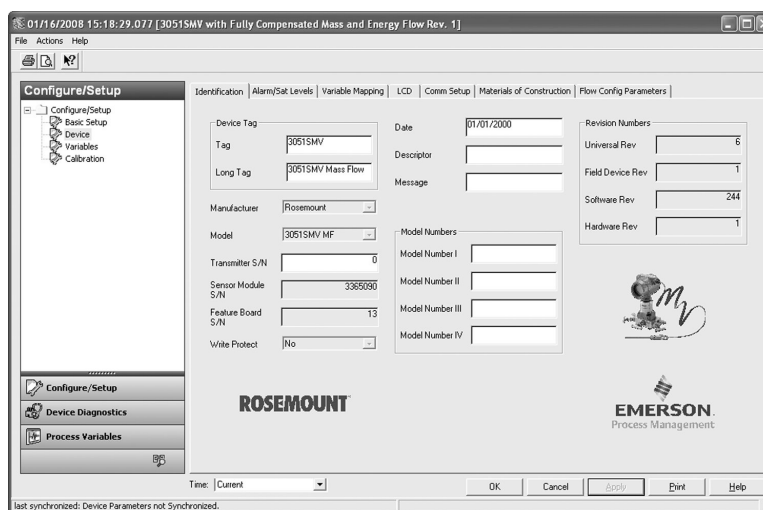 01/16/2008 15:18:29.077 [3051SMV with Fully Compensated Mass and Energy Flow Rev. 1]
File Actions Help
Configure/Setup
Configure/Setup
Basic Setup
Device
Variables
Calibration
Configure/Setup
Device Diagnostics
Process Variables
Identification Alarm/Sat Levels Variable Mapping LCD Comm Setup Materials of Construction Flow Config Parameters
Device Tag
Tag 3051SMV
Long Tag 3051SMV Mass Flow
Manufacturer Rosemount
Model 3051SMV MF
Transmitter S/N 0
Sensor Module S/N 3365090
Feature Board S/N 13
Write Protect No
Date 01/01/2000
Descriptor
Message
Model Numbers
Model Number I
Model Number II
Model Number III
Model Number IV
Revision Numbers
Universal Rev 6
Field Device Rev 1
Software Rev 244
Hardware Rev 1
MV
ROSEMOUNT
EMERSON.
Process Management
Time: Current
OK Cancel Apply Print Help
last synchronized: Device Parameters not Synchronized.